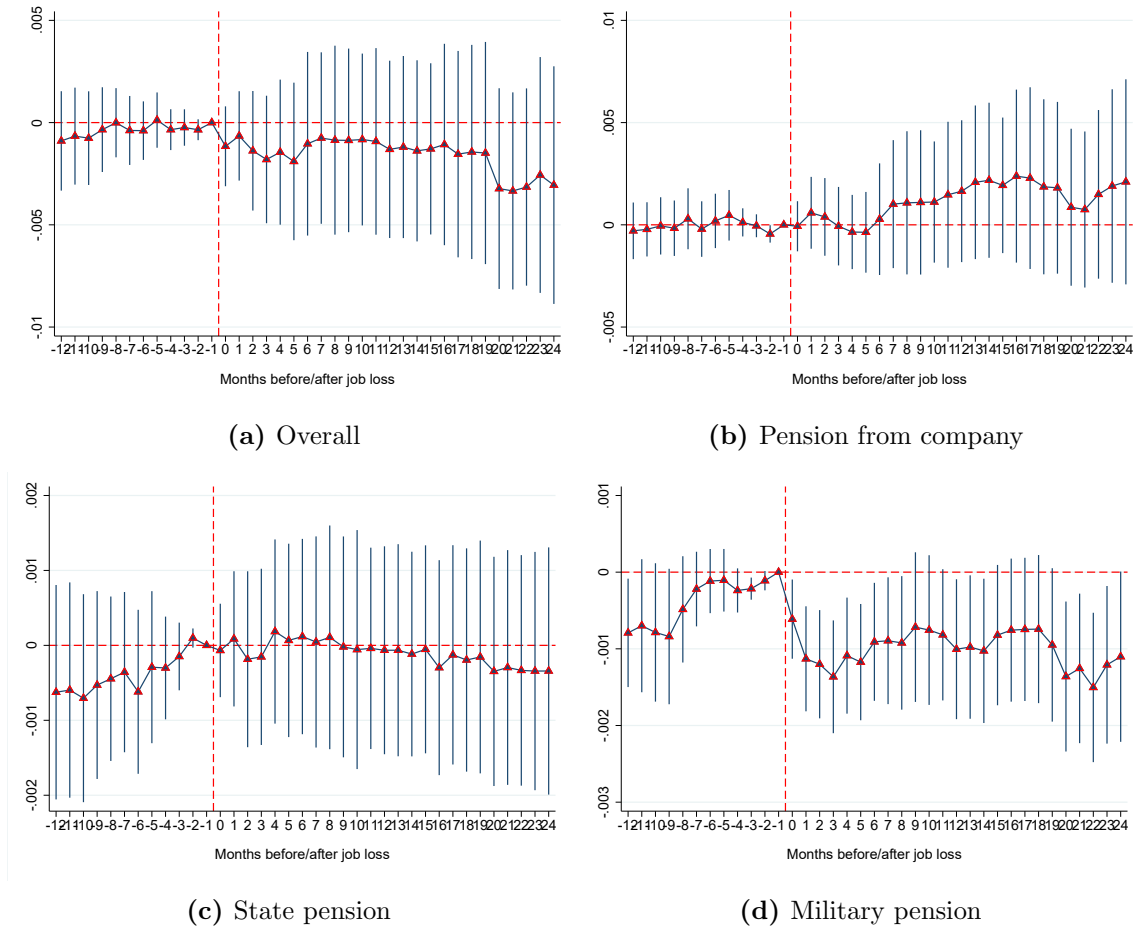 .005
0
-.005
-.01
-12 -11 -10 -9 -8 -7 -6 -5 -4 -3 -2 -1 0 1 2 3 4 5 6 7 8 9 10 11 12 13 14 15 16 17 18 19 20 21 22 23 24
Months before/after job loss
(a) Overall
.01
.005
0
-.005
-12 -11 -10 -9 -8 -7 -6 -5 -4 -3 -2 -1 0 1 2 3 4 5 6 7 8 9 10 11 12 13 14 15 16 17 18 19 20 21 22 23 24
Months before/after job loss
(b) Pension from company
.002
.001
0
-.001
-.002
-12 -11 -10 -9 -8 -7 -6 -5 -4 -3 -2 -1 0 1 2 3 4 5 6 7 8 9 10 11 12 13 14 15 16 17 18 19 20 21 22 23 24
Months before/after job loss
(c) State pension
.001
0
-.001
-.002
-.003
-12 -11 -10 -9 -8 -7 -6 -5 -4 -3 -2 -1 0 1 2 3 4 5 6 7 8 9 10 11 12 13 14 15 16 17 18 19 20 21 22 23 24
Months before/after job loss
(d) Military pension